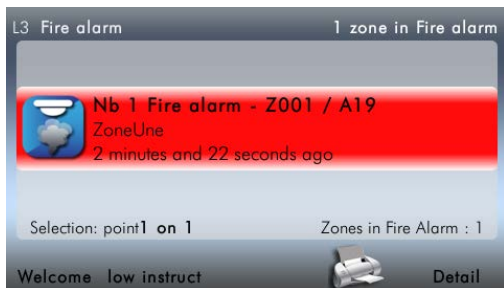 L3 Fire alarm 1 zone in Fire alarm
Nb 1 Fire alarm - Z001 / A19
ZoneUne
2 minutes and 22 seconds ago
Selection: point1 on 1 Zones in Fire Alarm : 1
Welcome low instruct Detail